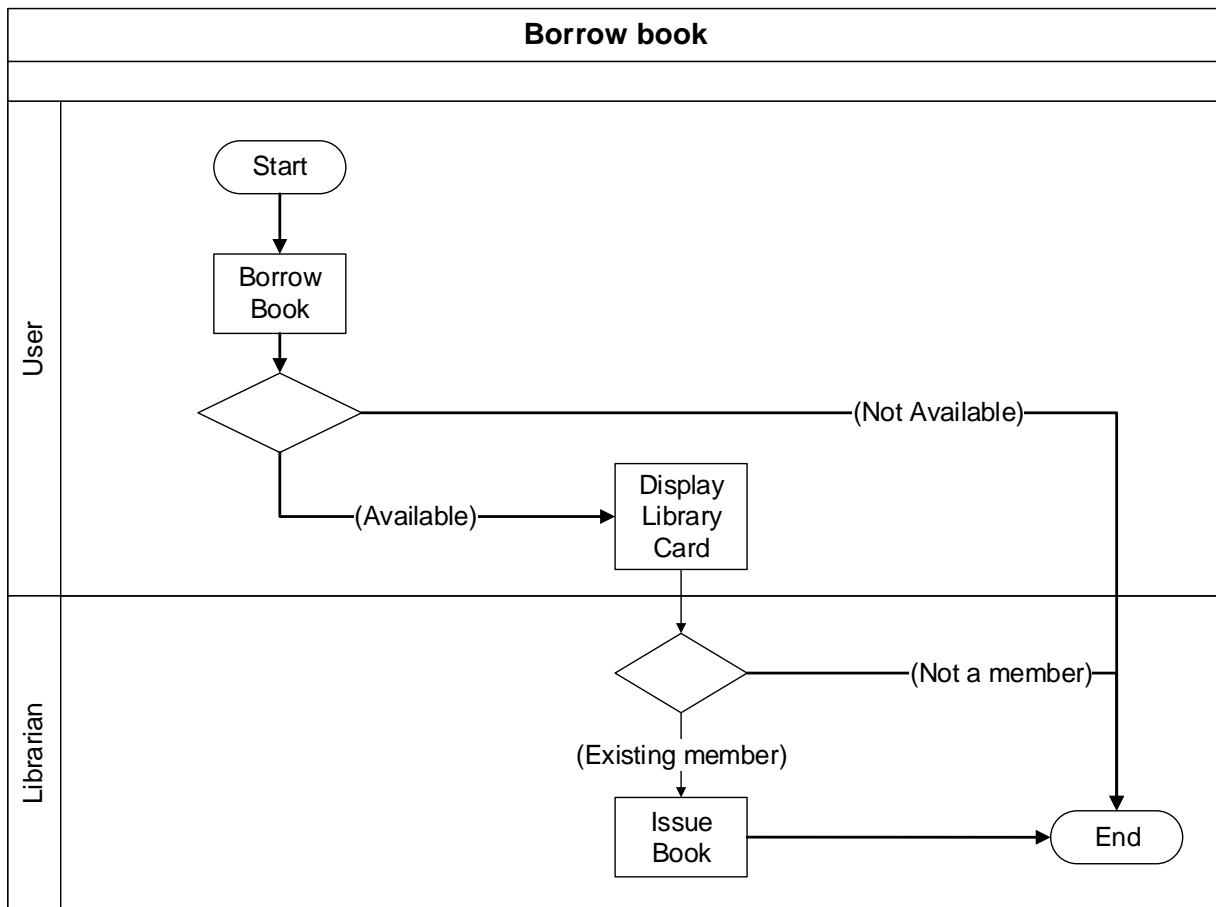 Borrow book
User
Start
Borrow
Book
(Not Available)
(Available)
Display
Library
Card
Librarian
(Not a member)
(Existing member)
Issue
Book
End